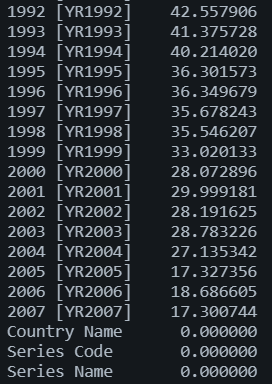 1992 [YR1992] 42.557906
1993 [YR1993] 41.375728
1994 [YR1994] 40.214020
1995 [YR1995] 36.301573
1996 [YR1996] 36.349679
1997 [YR1997] 35.678243
1998 [YR1998] 35.546207
1999 [YR1999] 33.020133
2000 [YR2000] 28.072896
2001 [YR2001] 29.999181
2002 [YR2002] 28.191625
2003 [YR2003] 28.783226
2004 [YR2004] 27.135342
2005 [YR2005] 17.327356
2006 [YR2006] 18.686605
2007 [YR2007] 17.300744
Country Name 0.000000
Series Code 0.000000
Series Name 0.000000